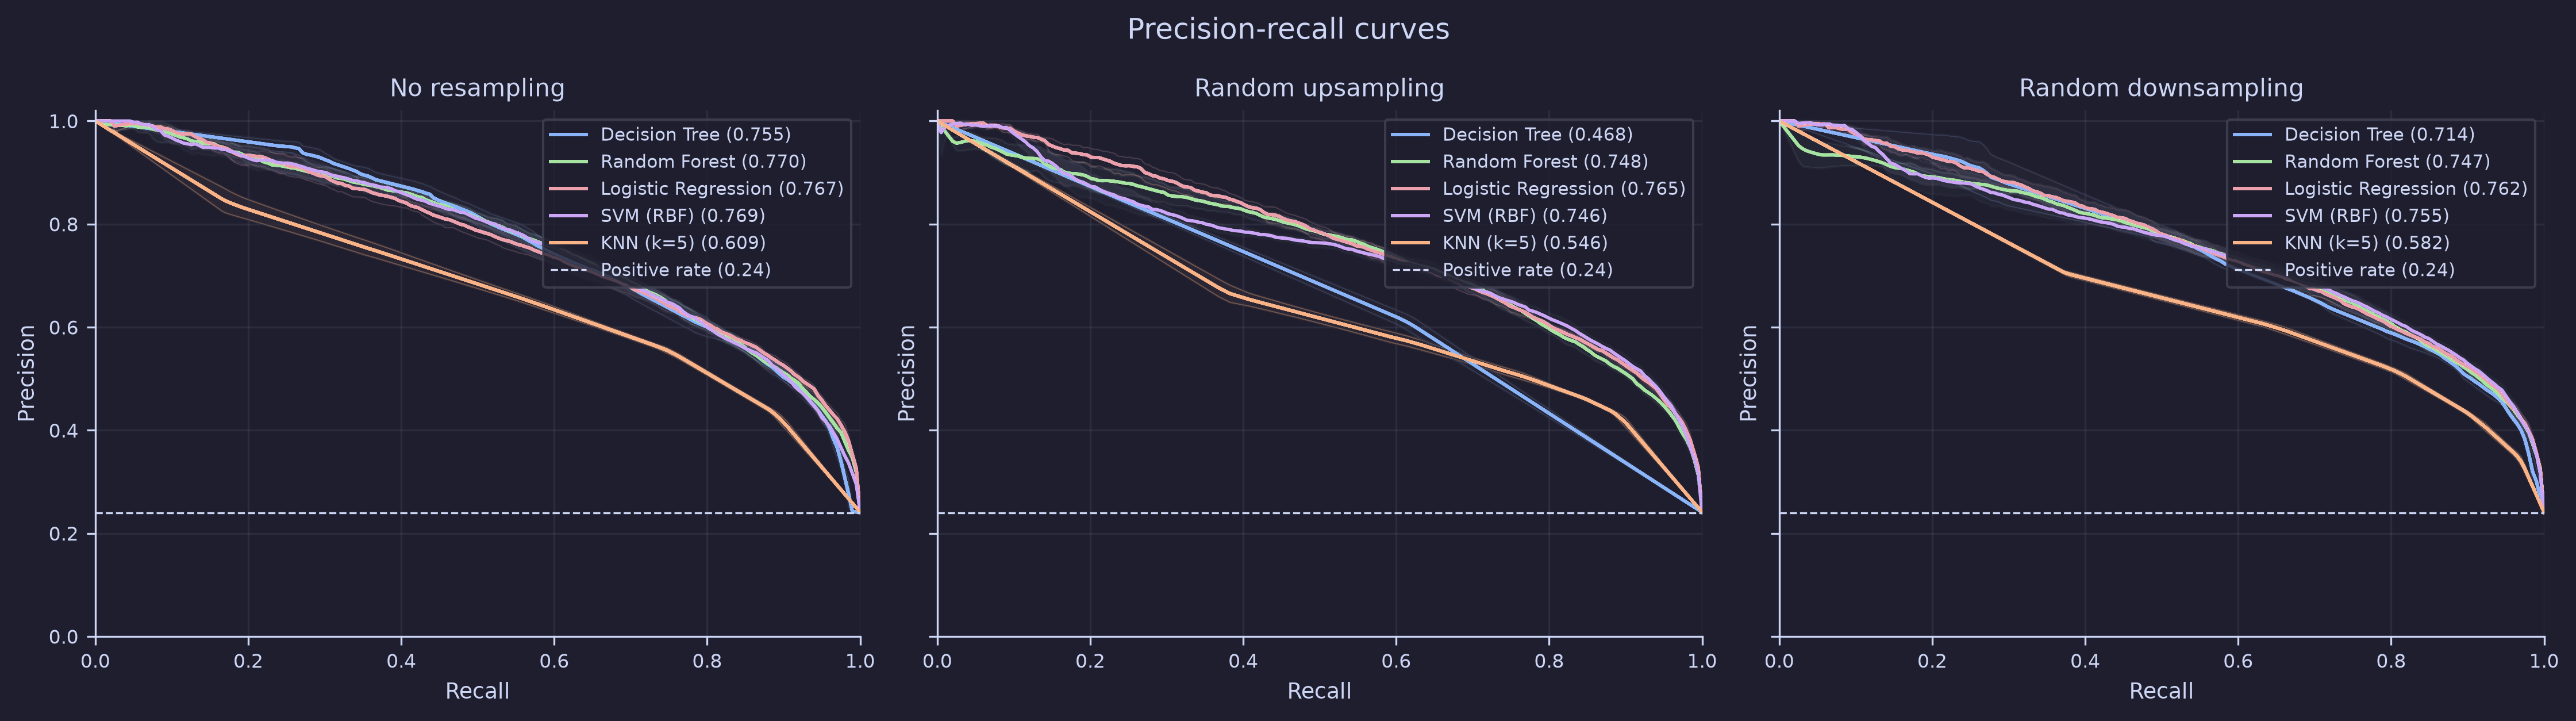 Precision-recall curves
No resampling
Precision
1.0
0.8
0.6
0.4
0.2
0.0
Decision Tree (0.755)
Random Forest (0.770)
Logistic Regression (0.767)
SVM (RBF) (0.769)
KNN (k=5) (0.609)
Positive rate (0.24)
0.0 0.2 0.4 0.6 0.8 1.0
Recall
Random upsampling
Precision
Decision Tree (0.468)
Random Forest (0.748)
Logistic Regression (0.765)
SVM (RBF) (0.746)
KNN (k=5) (0.546)
Positive rate (0.24)
0.0 0.2 0.4 0.6 0.8 1.0
Recall
Random downsampling
Precision
Decision Tree (0.714)
Random Forest (0.747)
Logistic Regression (0.762)
SVM (RBF) (0.755)
KNN (k=5) (0.582)
Positive rate (0.24)
0.0 0.2 0.4 0.6 0.8 1.0
Recall